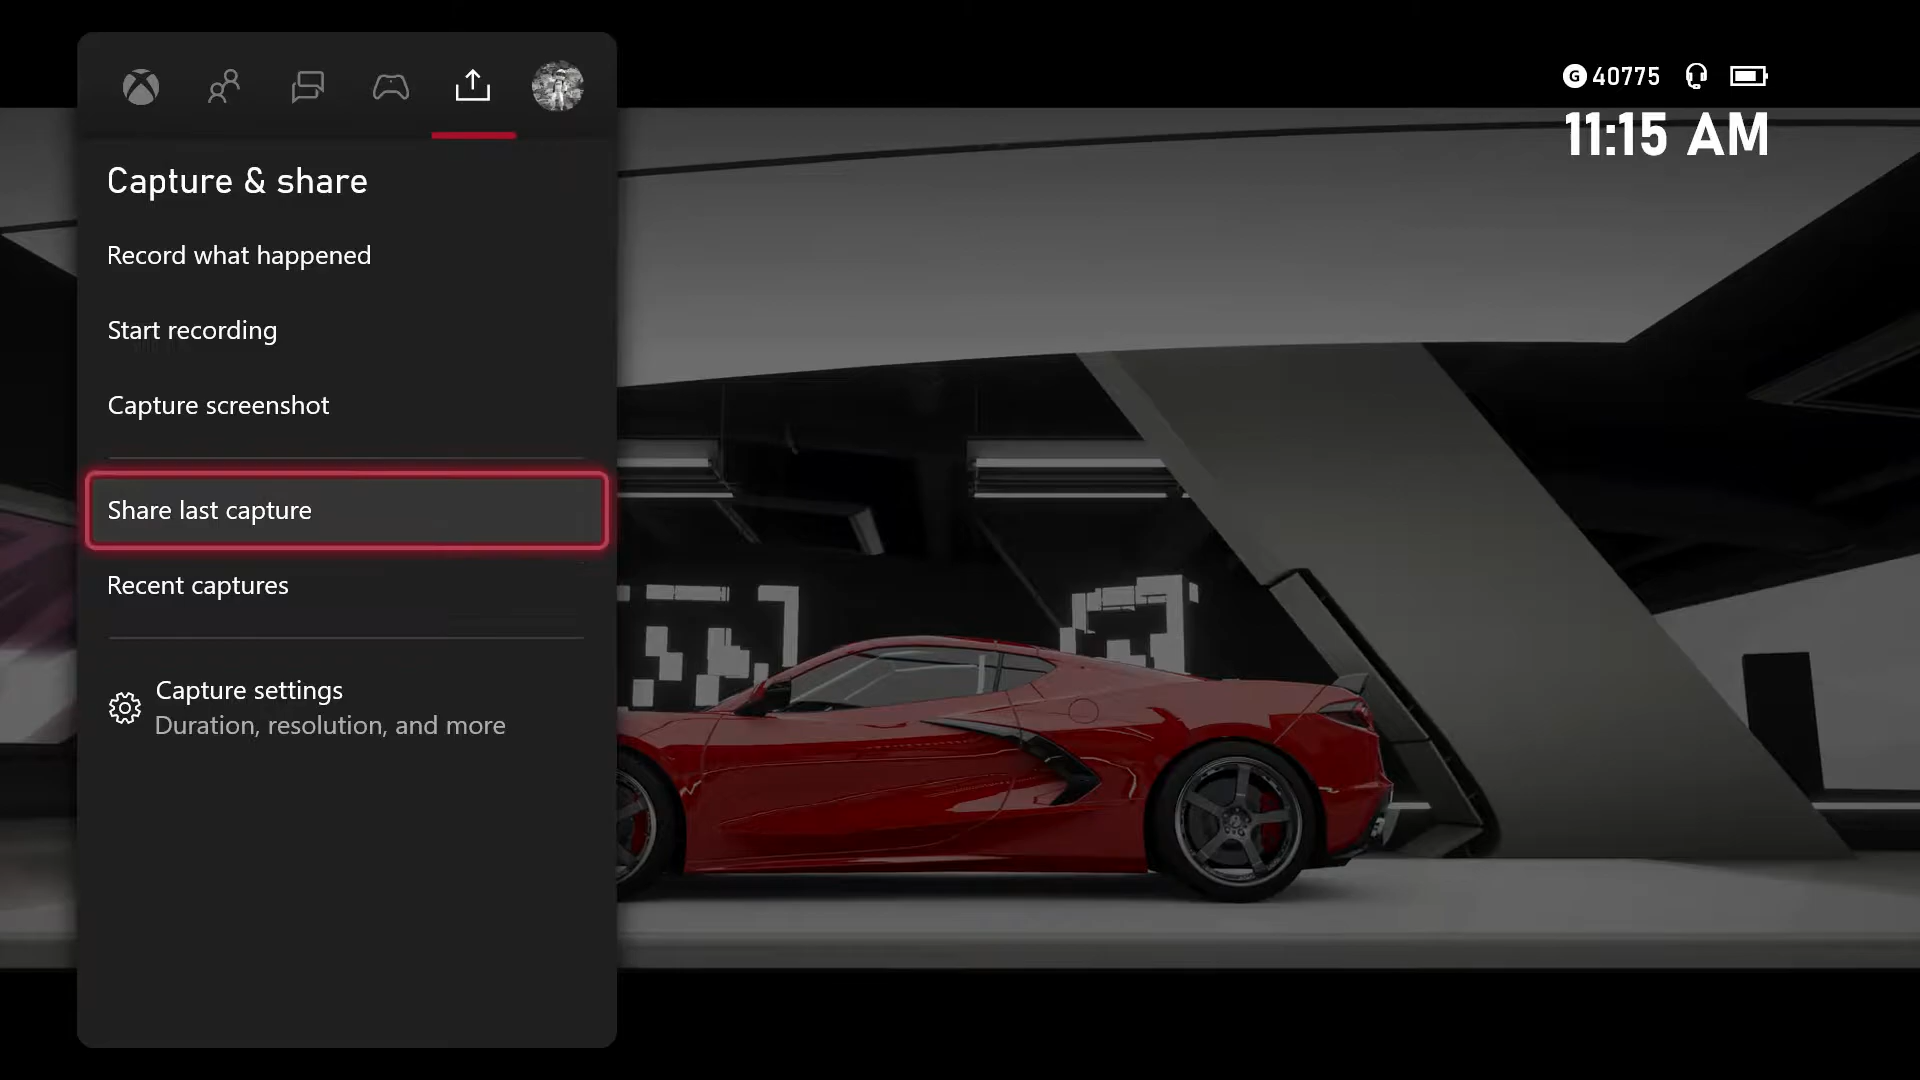 G 40775
11:15 AM
Capture & share
Record what happened
Start recording
Capture screenshot
Share last capture
Recent captures
Capture settings
Duration, resolution, and more